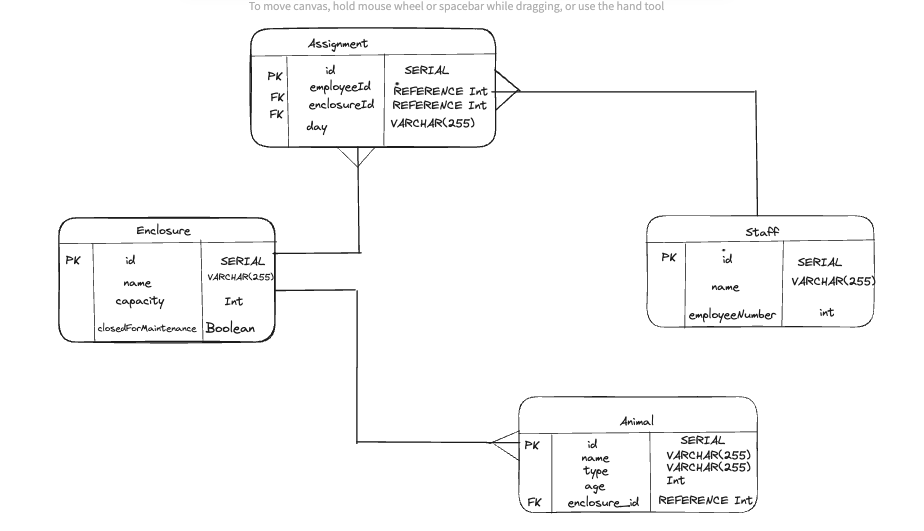 To move canvas, hold mouse wheel or spacebar while dragging, or use the hand tool
Assignment
PK id SERIAL
FK employeeId REFERENCE Int
FK enclosureId REFERENCE Int
day VARCHAR(255)
Enclosure
PK id SERIAL
name VARCHAR(255)
capacity Int
closedForMaintenance Boolean
Staff
PK id SERIAL
name VARCHAR(255)
employeeNumber int
Animal
PK id SERIAL
name VARCHAR(255)
type VARCHAR(255)
age Int
FK enclosure_id REFERENCE Int